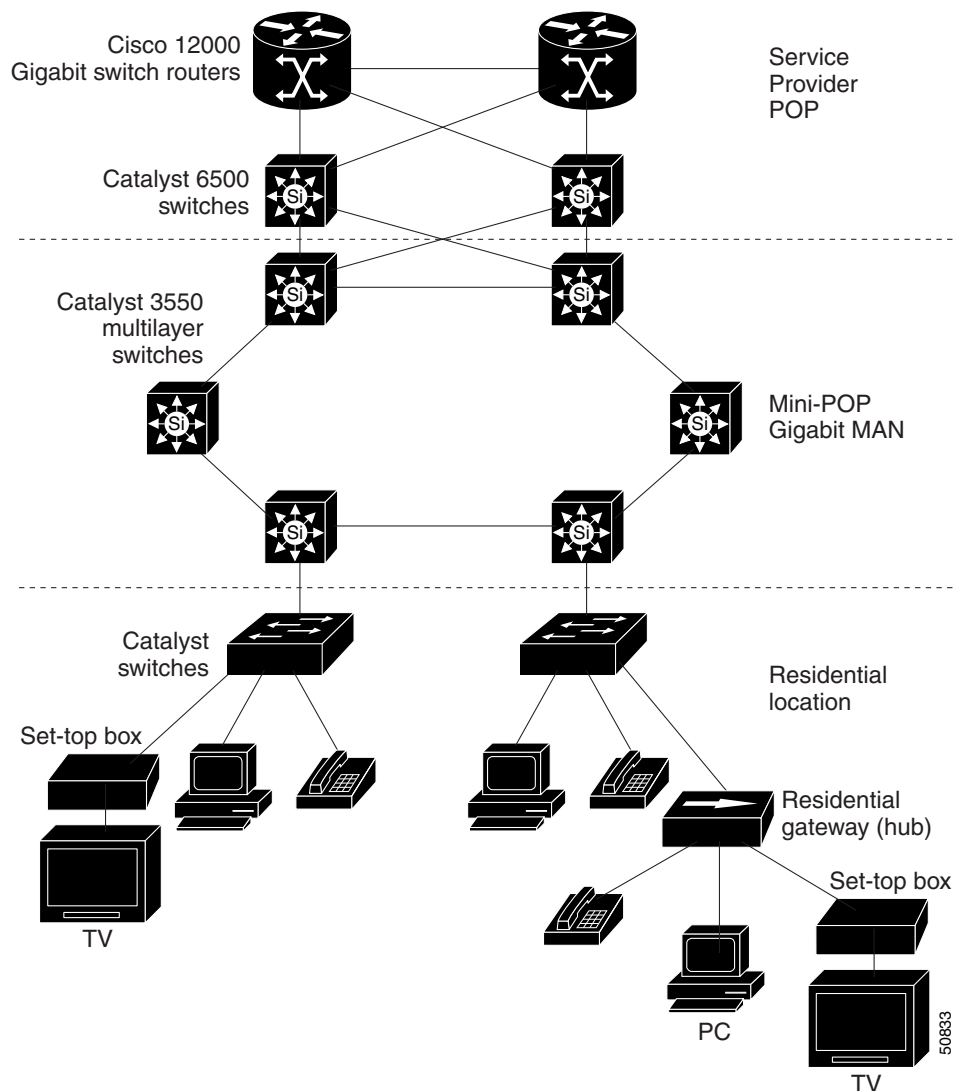 Cisco 12000
Gigabit switch routers
Service
Provider
POP
Catalyst 6500
switches
Si
Si
Si
Si
Catalyst 3550
multilayer
switches
Si
Si
Mini-POP
Gigabit MAN
Si
Si
Catalyst
switches
Residential
location
Set-top box
Residential
gateway (hub)
TV
Set-top box
PC
TV
50833